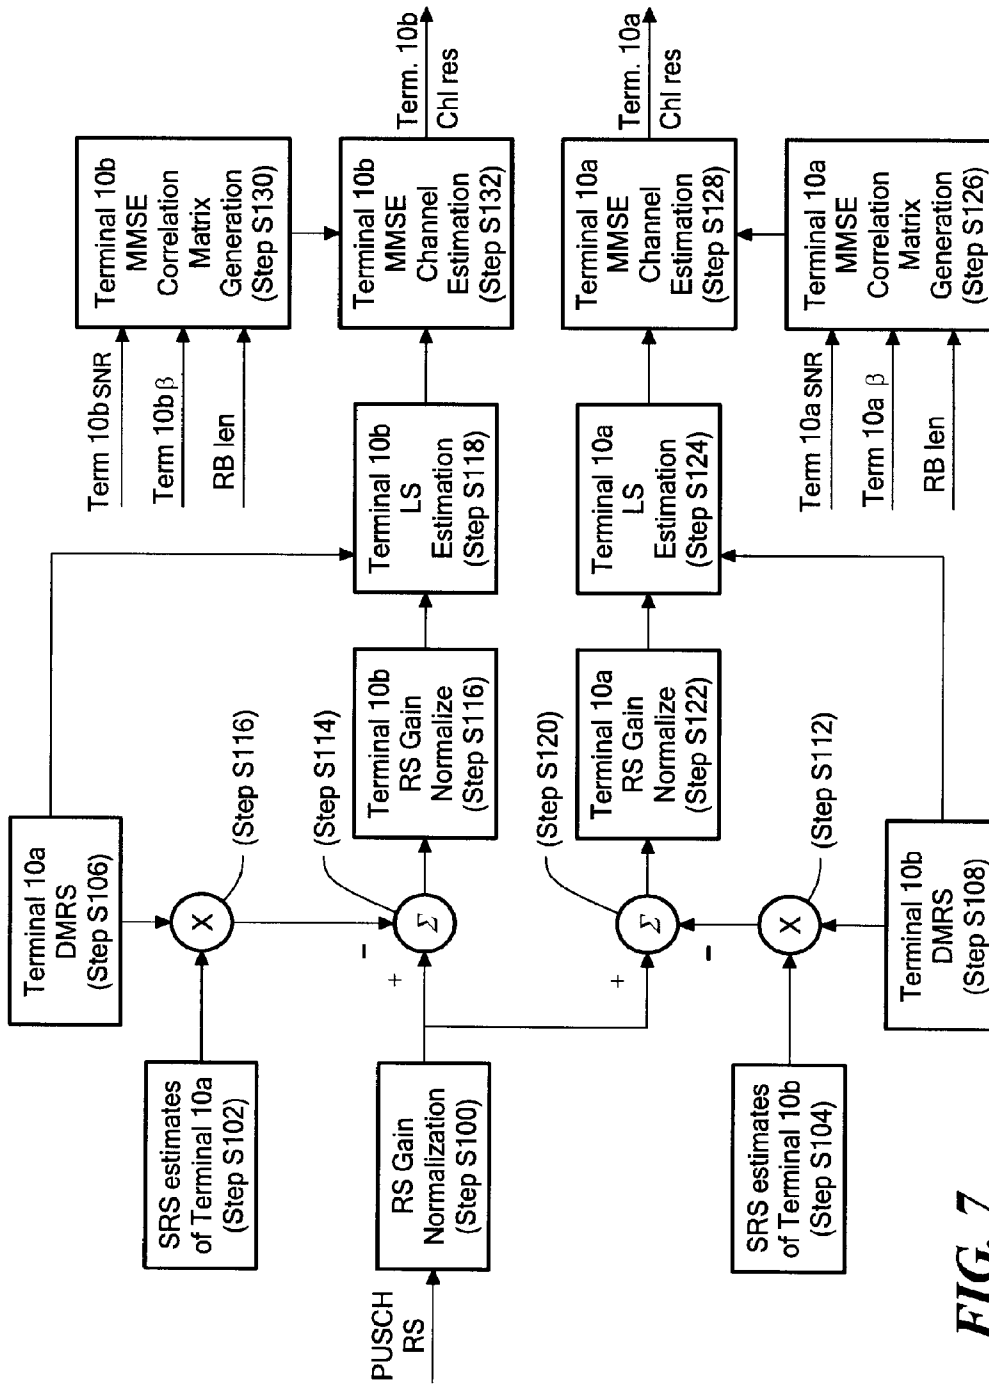 Terminal 10a
DMRS
(Step S106)
SRS estimates
of Terminal 10a
(Step S102)
X
(Step S116)
(Step S114)
PUSCH
RS
RS Gain
Normalization
(Step S100)
+
−
Σ
Terminal 10b
RS Gain
Normalize
(Step S116)
Terminal 10b
LS
Estimation
(Step S118)
Term 10b SNR
Term 10b β
RB len
Terminal 10b
MMSE
Correlation
Matrix
Generation
(Step S130)
Terminal 10b
MMSE
Channel
Estimation
(Step S132)
Term. 10b
Chl res
(Step S120)
+
−
Σ
Terminal 10a
RS Gain
Normalize
(Step S122)
Terminal 10a
LS
Estimation
(Step S124)
Terminal 10a
MMSE
Channel
Estimation
(Step S128)
Term. 10a
Chl res
SRS estimates
of Terminal 10b
(Step S104)
X
(Step S112)
Terminal 10b
DMRS
(Step S108)
Term 10a SNR
Term 10a β
RB len
Terminal 10a
MMSE
Correlation
Matrix
Generation
(Step S126)
FIG. 7